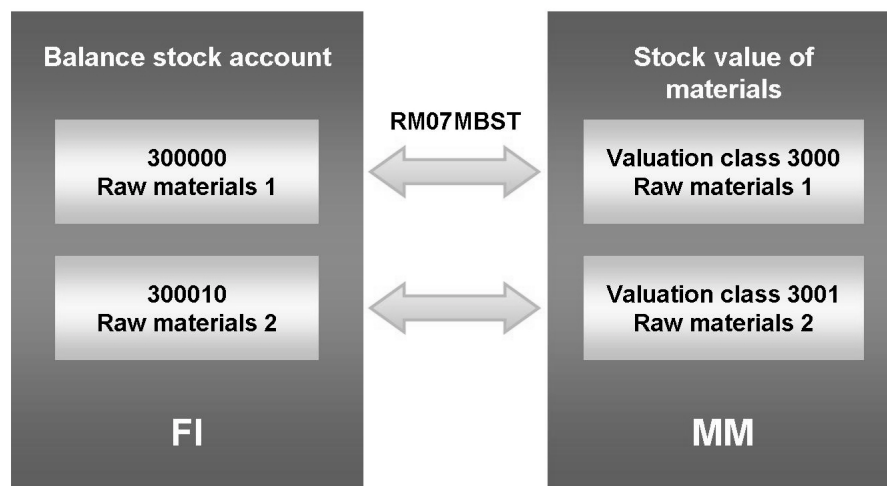 Balance stock account
300000
Raw materials 1
300010
Raw materials 2
FI
RM07MBST
Stock value of
materials
Valuation class 3000
Raw materials 1
Valuation class 3001
Raw materials 2
MM